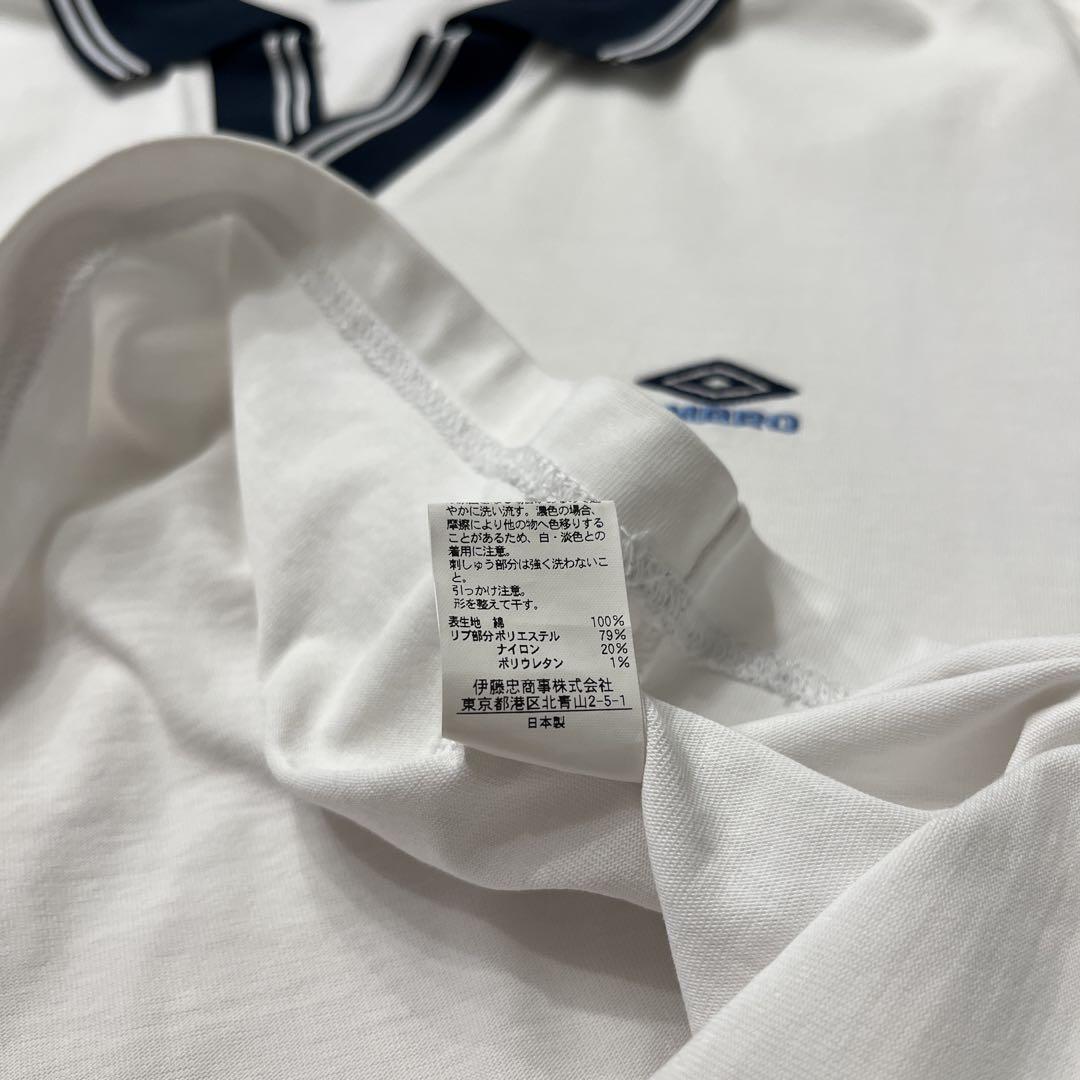 MBRO
やかに洗い流す。濃色の場合、
摩擦により他の物へ色移りする
ことがあるため、白・淡色との
着用に注意。
刺しゅう部分は強く洗わないこ
と。
引っかけ注意。
形を整えて干す。
表生地 綿 100%
リブ部分ポリエステル 79%
ナイロン 20%
ポリウレタン 1%
伊藤忠商事株式会社
東京都港区北青山2-5-1
日本製